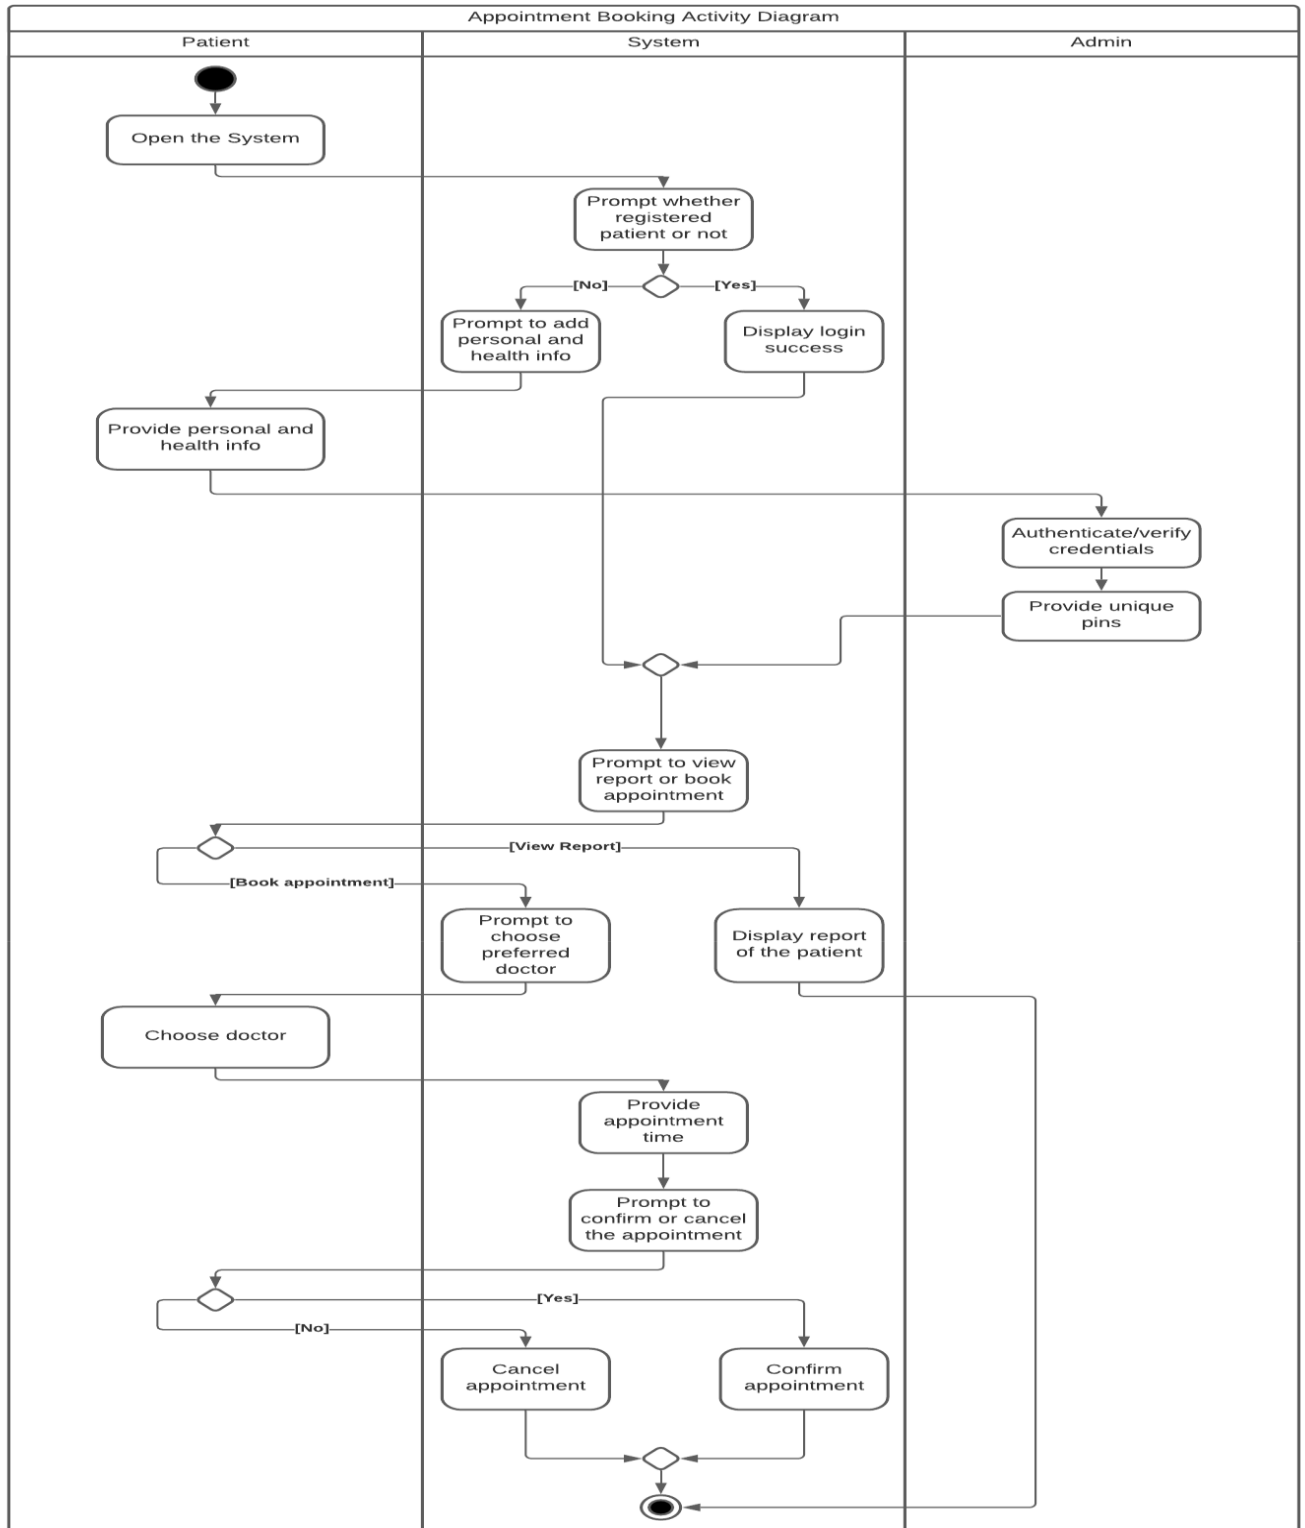 Appointment Booking Activity Diagram
Patient
System
Admin
Open the System
Prompt whether
registered
patient or not
[No]
[Yes]
Prompt to add
personal and
health info
Display login
success
Provide personal and
health info
Authenticate/verify
credentials
Provide unique
pins
Prompt to view
report or book
appointment
[View Report]
[Book appointment]
Prompt to
choose
preferred
doctor
Display report
of the patient
Choose doctor
Provide
appointment
time
Prompt to
confirm or cancel
the appointment
[Yes]
[No]
Cancel
appointment
Confirm
appointment